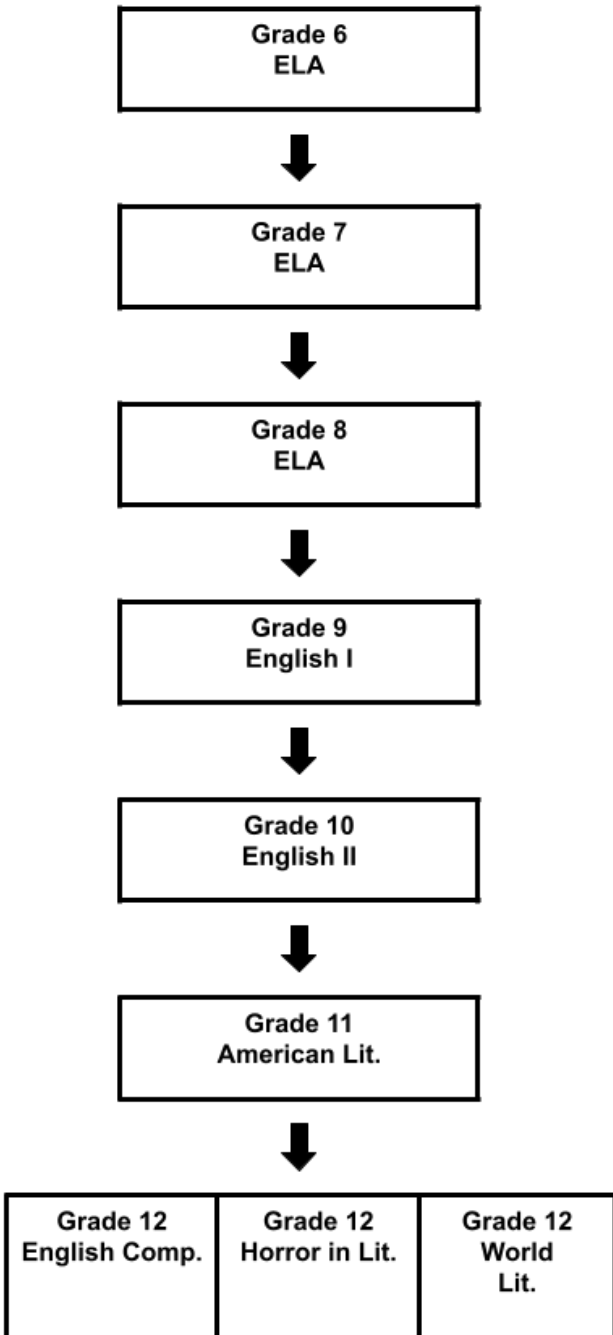 Grade 6
ELA
Grade 7
ELA
Grade 8
ELA
Grade 9
English I
Grade 10
English II
Grade 11
American Lit.
Grade 12
English Comp.
Grade 12
Horror in Lit.
Grade 12
World
Lit.